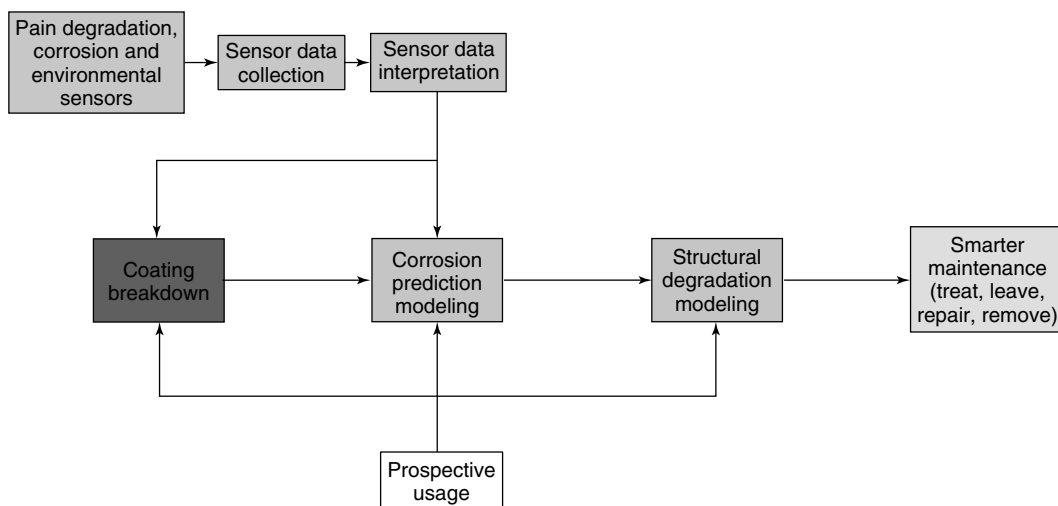 Pain degradation,
corrosion and
environmental
sensors
Sensor data
collection
Sensor data
interpretation
Coating
breakdown
Corrosion
prediction
modeling
Structural
degradation
modeling
Smarter
maintenance
(treat, leave,
repair, remove)
Prospective
usage